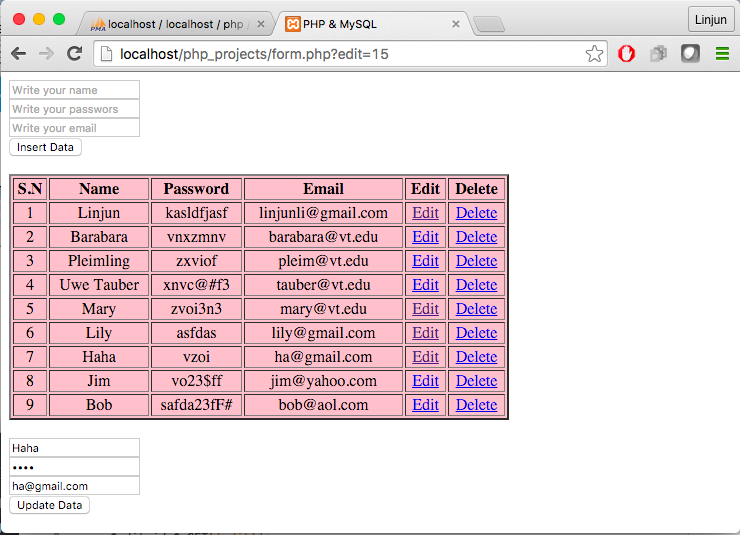 localhost / localhost / php
PHP & MySQL
Linjun
localhost/php_projects/form.php?edit=15
Write your name
Write your passwors
Write your email
Insert Data
S.N Name Password Email Edit Delete
1 Linjun kasldfjasf linjunli@gmail.com Edit Delete
2 Barabara vnxzmnv barabara@vt.edu Edit Delete
3 Pleimling zxviof pleim@vt.edu Edit Delete
4 Uwe Tauber xnvc@#f3 tauber@vt.edu Edit Delete
5 Mary zvoi3n3 mary@vt.edu Edit Delete
6 Lily asfdas lily@gmail.com Edit Delete
7 Haha vzoi ha@gmail.com Edit Delete
8 Jim vo23$ff jim@yahoo.com Edit Delete
9 Bob safda23fF# bob@aol.com Edit Delete
Haha
••••
ha@gmail.com
Update Data